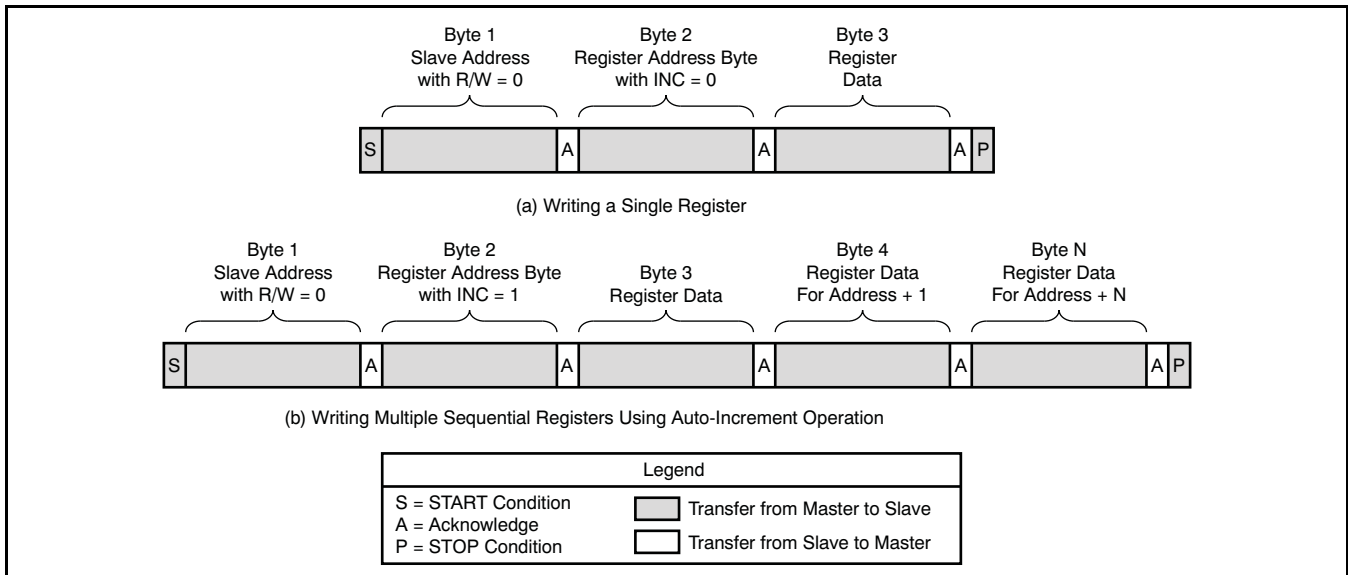 Byte 1
Slave Address
with R/W = 0
Byte 2
Register Address Byte
with INC = 0
Byte 3
Register
Data
S
A
A
A
P
(a) Writing a Single Register
Byte 1
Slave Address
with R/W = 0
Byte 2
Register Address Byte
with INC = 1
Byte 3
Register Data
Byte 4
Register Data
For Address + 1
Byte N
Register Data
For Address + N
S
A
A
A
A
A
P
(b) Writing Multiple Sequential Registers Using Auto-Increment Operation
Legend
S = START Condition
A = Acknowledge
P = STOP Condition
Transfer from Master to Slave
Transfer from Slave to Master